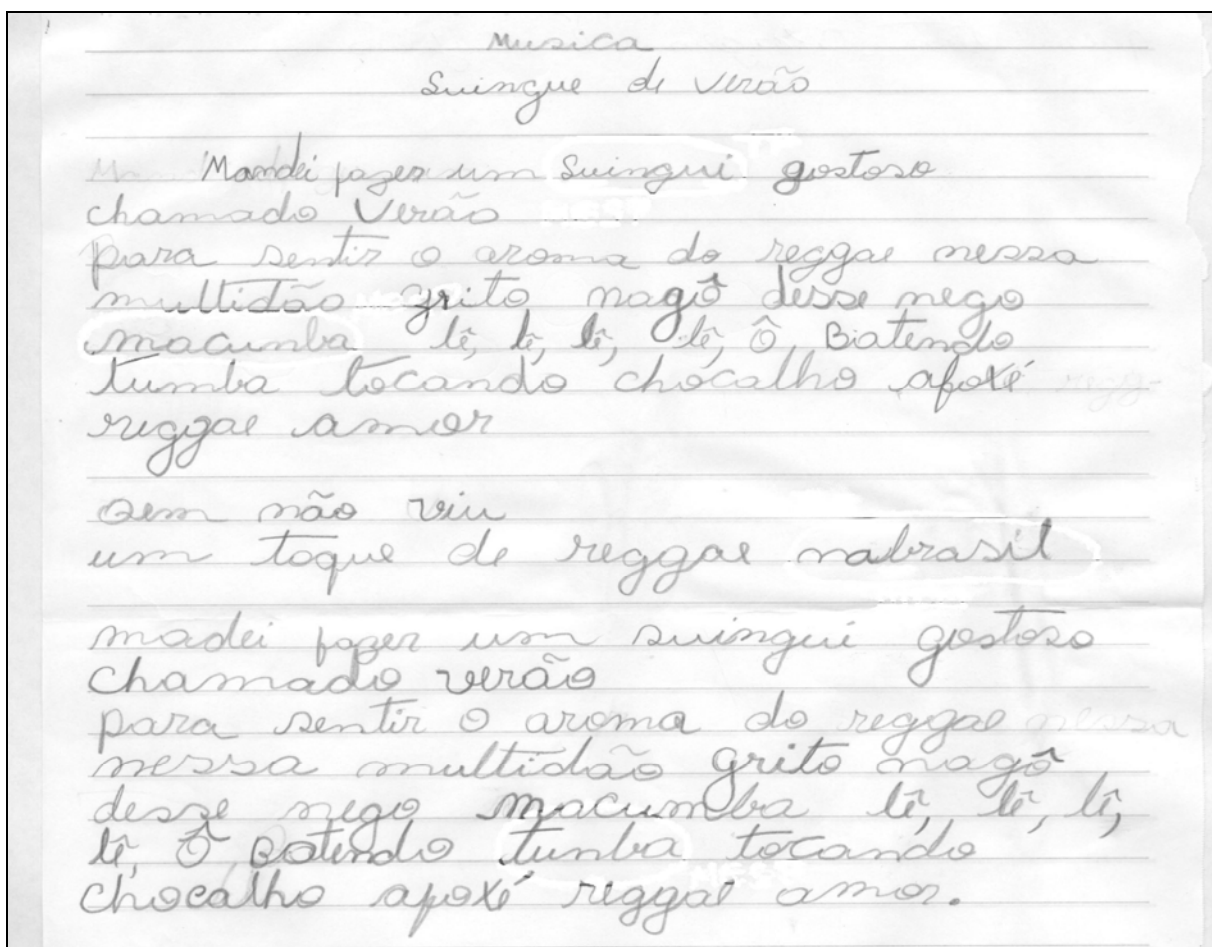 Musica
Suingue de Verão
Mandei fazer um Suingui gostoso
chamado Verão
para sentir o aroma do reggae nessa
multidão grito nagô desse nego
macumba lê, lê, lê, lê, Ô, Batendo
tumba tocando chocalho afoxé
reggae amor
Qem não viu
um toque de reggae nabrasil
madei fazer um suingui gostoso
chamado verão
para sentir o aroma do reggae nessa
nessa multidão grito nagô
desse nego macumba lê, lê, lê,
lê, Ô, Batendo tumba tocando
chocalho afoxé reggae amor.